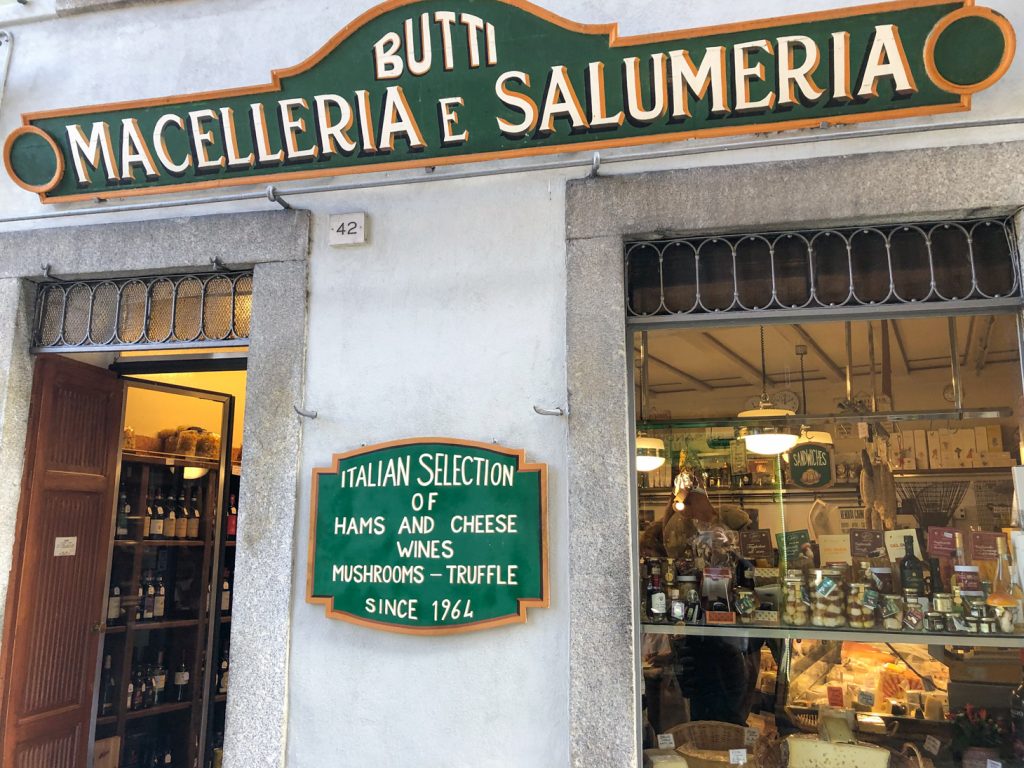 BUTTI
MACELLERIA E SALUMERIA
42
ITALIAN SELECTION
OF
HAMS AND CHEESE
WINES
MUSHROOMS - TRUFFLE
SINCE 1964
SANDWICHES